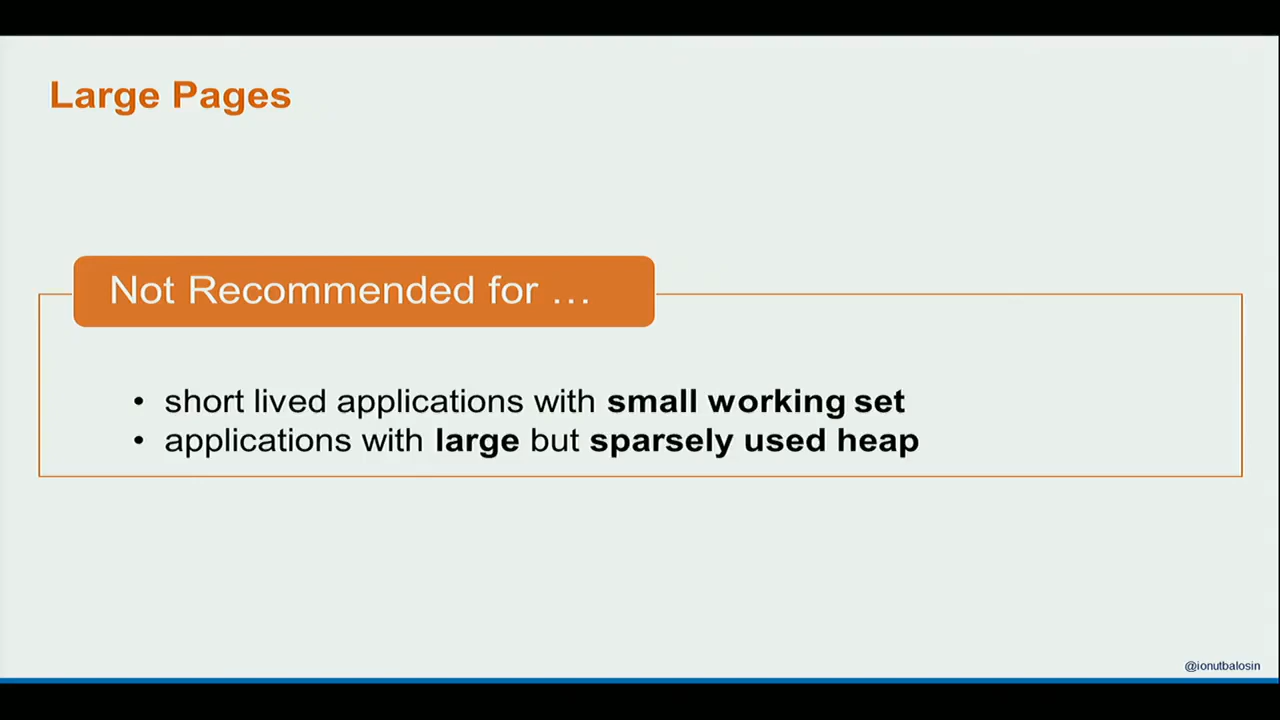 Large Pages
Not Recommended for …
• short lived applications with small working set
• applications with large but sparsely used heap
@ionutbalosin